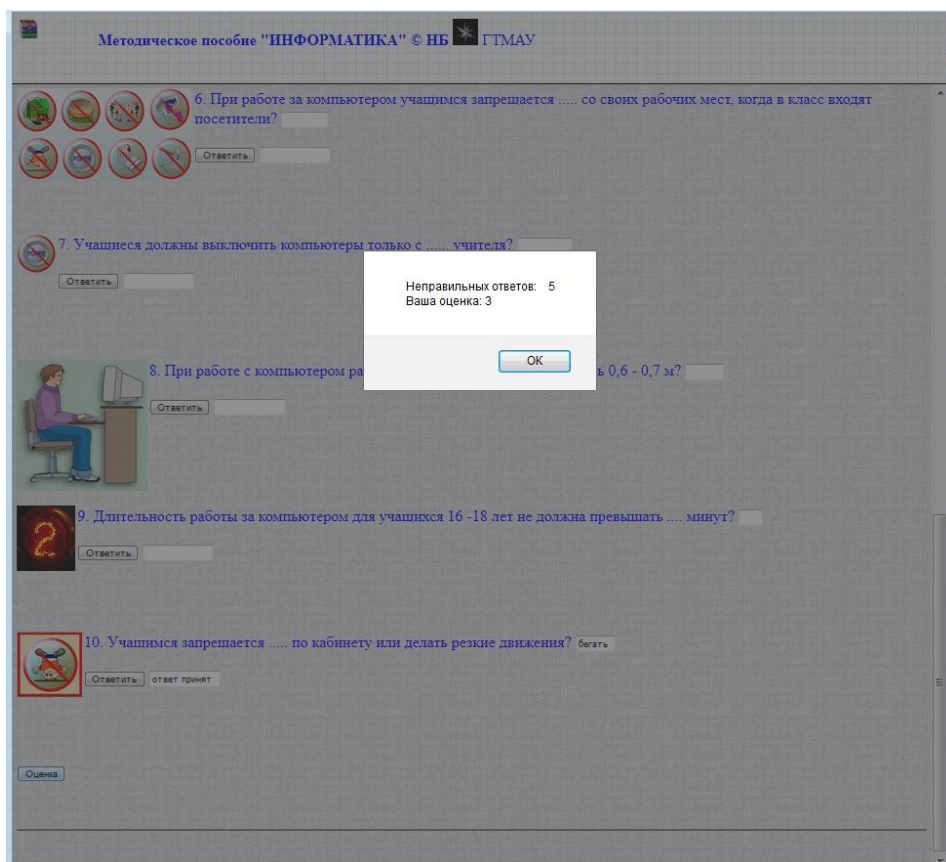 Методическое пособие "ИНФОРМАТИКА" © НБ ГТМАУ
6. При работе за компьютером учащимся запрещается ..... со своих рабочих мест, когда в класс входят
посетители?
Ответить
7. Учащиеся должны выключить компьютеры только с ...... учителя?
Ответить
Неправильных ответов: 5
Ваша оценка: 3
OK
8. При работе с компьютером ра
ь 0,6 - 0,7 м?
Ответить
9. Длительность работы за компьютером для учащихся 16 -18 лет не должна превышать .... минут?
Ответить
10. Учащимся запрещается ..... по кабинету или делать резкие движения? бегать
Ответить ответ принят
Оценка